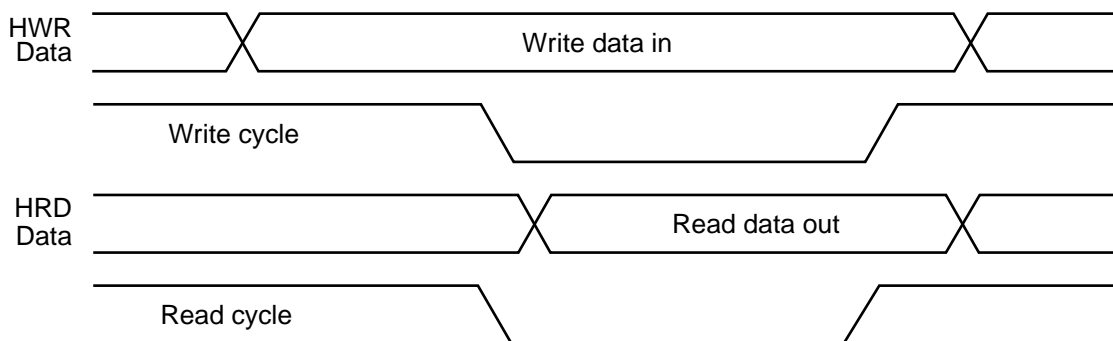 HWR
Data
Write data in
Write cycle
HRD
Data
Read data out
Read cycle